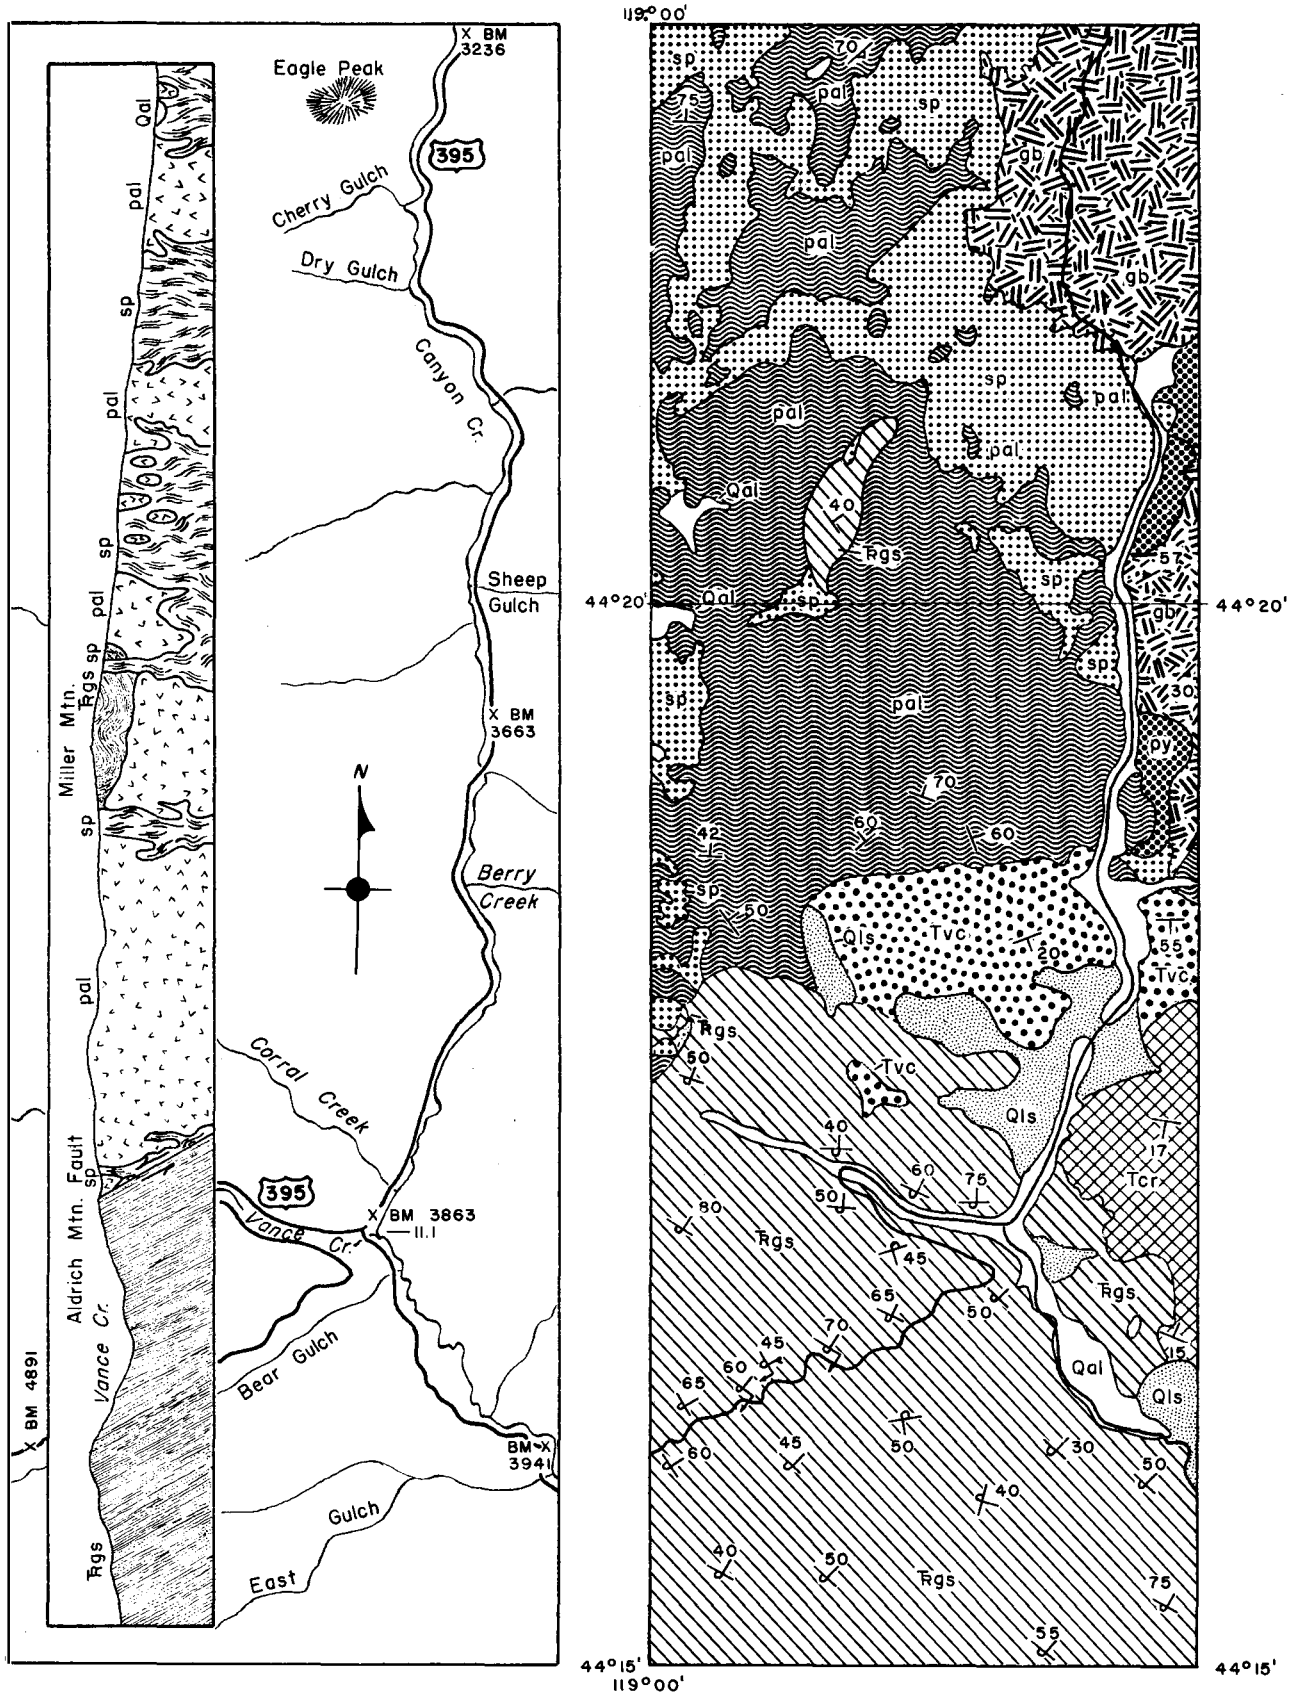 X BM
3236
Eagle Peak
395
Cherry Gulch
Dry Gulch
Canyon Cr.
Sheep
Gulch
X BM
3663
N
Berry
Creek
Corral Creek
395
Vance
Cr.
X BM 3863
11.1
Bear Gulch
BM X
3941
Gulch
East
X BM 4891
Qal
pal
sp
pal
sp
pal
sp
Miller Mtn.
Rgs
sp
pal
Aldrich Mtn. Fault
sp
Vance Cr.
Rgs
119°00'
sp
70
pal
sp
75
pal
gb
pal
gb
sp
pal
pal
pal
Qal
40
Rgs
57
sp
44°20'
Qal
sp
44°20'
gb
sp
30
sp
pal
py
70
60
60
42
sp
50
Qls
Tvc
20
55
Tvc
Rgs
50
Tvc
Qls
40
17
Tcr
60
75
50
80
Rgs
45
65
50
Rgs
70
45
15
60
65
Qal
Qls
50
30
45
60
50
40
40
50
Rgs
75
55
44°15'
119°00'
44°15'